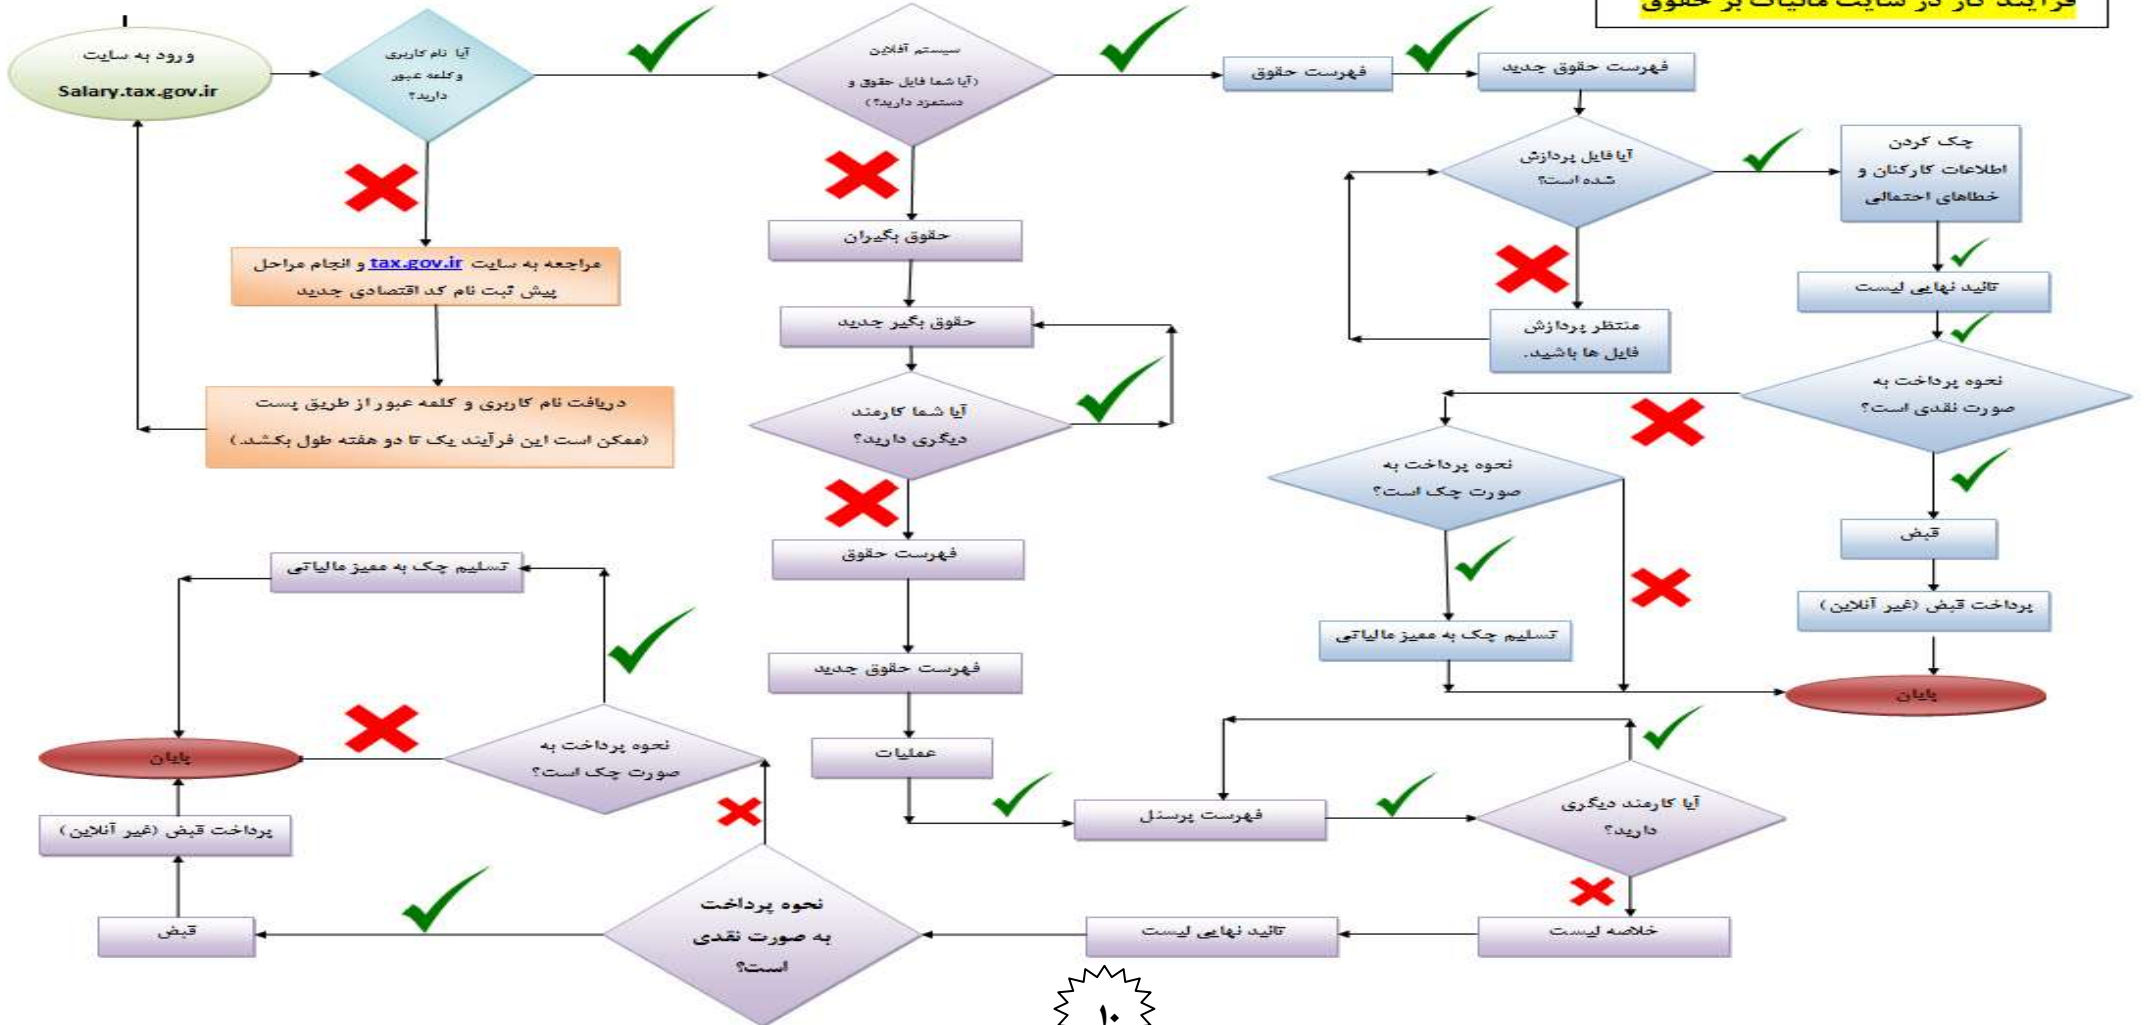 فرآیند کار در سایت مالیات بر حقوق
ورود به سایت
Salary.tax.gov.ir
آیا نام کاربری
و کلمه عبور
دارید؟
سیستم آفلاین
(آیا شما فایل حقوق و
دستمزد دارید؟)
فهرست حقوق
فهرست حقوق جدید
آیا فایل پردازش
شده است؟
چک کردن
اطلاعات کارکنان و
خطاهای احتمالی
تائید نهایی لیست
منتظر پردازش
فایل ها باشید.
نحوه پرداخت به
صورت نقدی است؟
نحوه پرداخت به
صورت چک است؟
قبض
پرداخت قبض (غیر آنلاین)
تسلیم چک به ممیز مالیاتی
پایان
مراجعه به سایت tax.gov.ir و انجام مراحل
پیش ثبت نام کد اقتصادی جدید
دریافت نام کاربری و کلمه عبور از طریق پست
(ممکن است این فرآیند یک تا دو هفته طول بکشد.)
حقوق بگیران
حقوق بگیر جدید
آیا شما کارمند
دیگری دارید؟
فهرست حقوق
فهرست حقوق جدید
عملیات
فهرست پرسنل
آیا کارمند دیگری
دارید؟
خلاصه لیست
تائید نهایی لیست
نحوه پرداخت
به صورت نقدی
است؟
نحوه پرداخت به
صورت چک است؟
تسلیم چک به ممیز مالیاتی
پایان
پرداخت قبض (غیر آنلاین)
قبض
۱۰